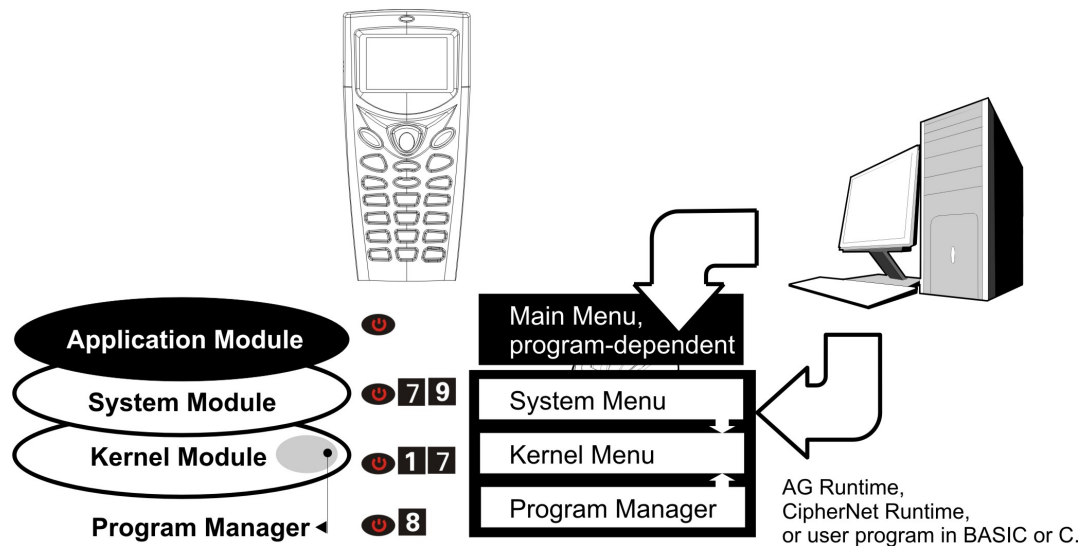 Application Module
System Module
Kernel Module
Program Manager
7 9
1 7
8
Main Menu,
program-dependent
System Menu
Kernel Menu
Program Manager
AG Runtime,
CipherNet Runtime,
or user program in BASIC or C.